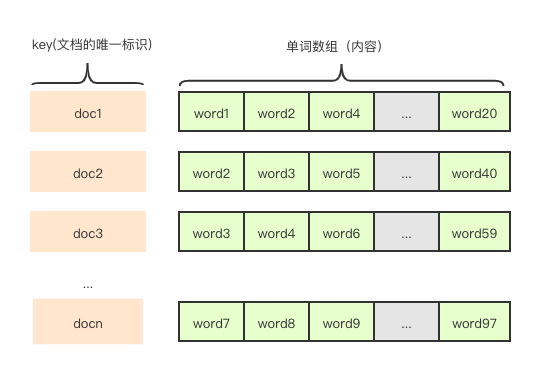 key(文档的唯一标识) 单词数组（内容）
doc1 word1 word2 word4 ... word20
doc2 word2 word3 word5 ... word40
doc3 word3 word4 word6 ... word59
...
docn word7 word8 word9 ... word97